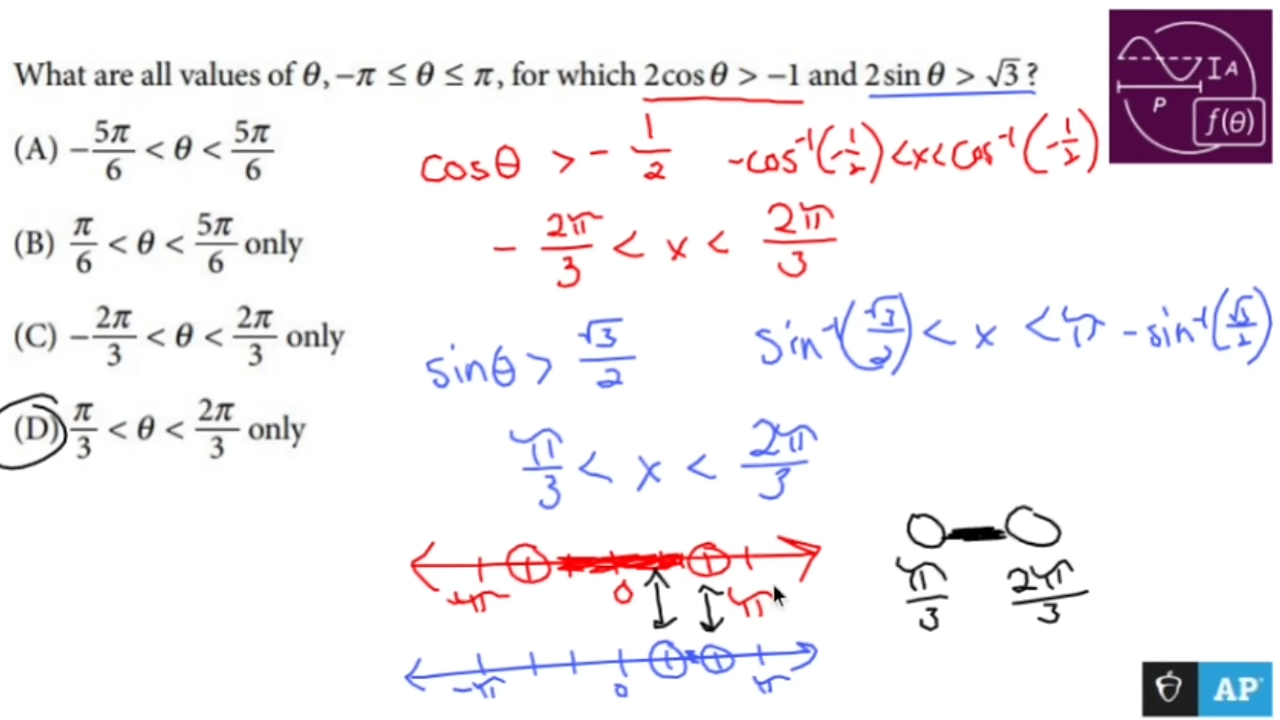 What are all values of θ, −π ≤ θ ≤ π, for which 2cos θ > −1 and 2 sin θ > √3 ?
(A) −5π/6 < θ < 5π/6
(B) π/6 < θ < 5π/6 only
(C) −2π/3 < θ < 2π/3 only
(D) π/3 < θ < 2π/3 only
cosθ > − 1/2
-cos⁻¹(-1/2) < x < cos⁻¹(-1/2)
− 2π/3 < x < 2π/3
sinθ > √3/2
sin⁻¹(√3/2) < x < π - sin⁻¹(√3/2)
π/3 < x < 2π/3
-π 0 π
-π 0 π
π/3 2π/3
A
P
f(θ)
AP®